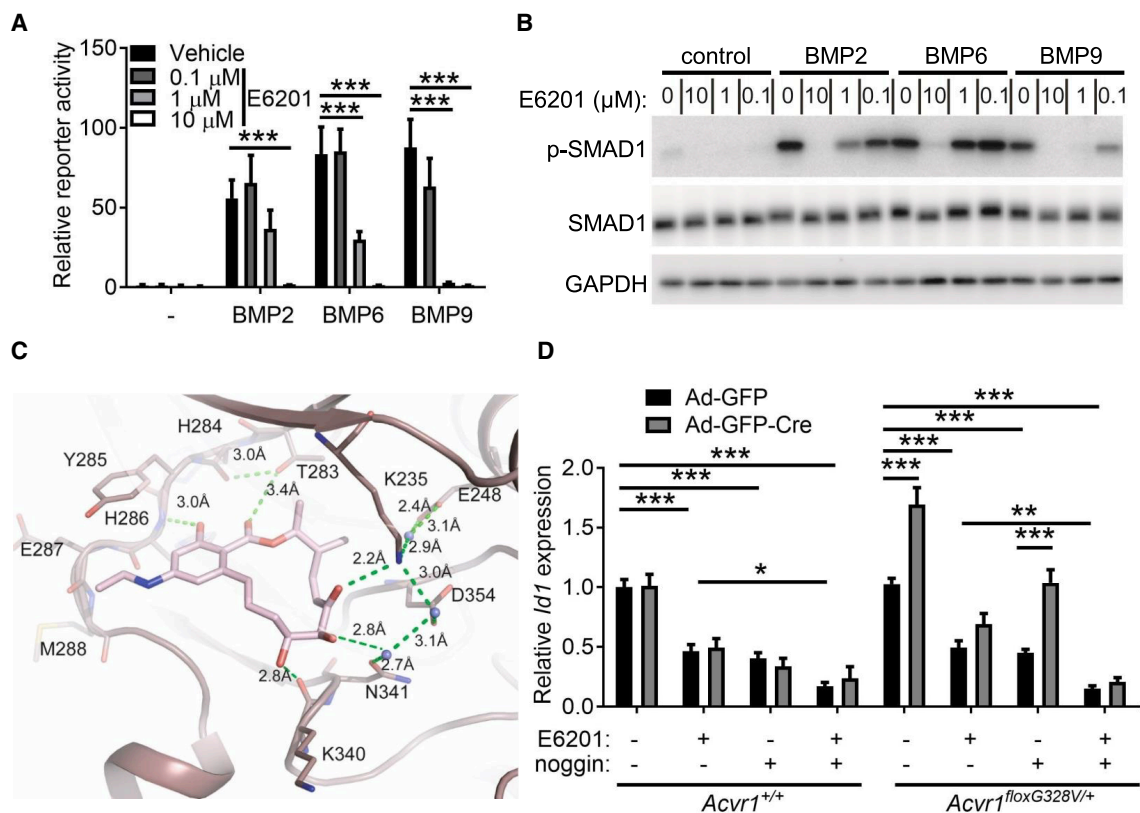 A
Relative reporter activity
150
100
50
0
Vehicle
0.1 μM
1 μM
10 μM
E6201
***
***
***
***
***
-
BMP2
BMP6
BMP9
B
control
BMP2
BMP6
BMP9
E6201 (μM):
0 10 1 0.1 0 10 1 0.1 0 10 1 0.1 0 10 1 0.1
p-SMAD1
SMAD1
GAPDH
C
H284
3.0Å
Y285
T283
3.4Å
K235
E248
2.4Å
3.1Å
2.9Å
3.0Å
H286
2.2Å
3.0Å
E287
D354
2.8Å
3.1Å
M288
2.7Å
2.8Å
N341
K340
D
Ad-GFP
Ad-GFP-Cre
Relative Id1 expression
2.0
1.5
1.0
0.5
0.0
***
***
***
*
***
***
***
***
**
***
E6201: - + - + - + - +
noggin: - - + + - - + +
Acvr1+/+
Acvr1floxG328V/+